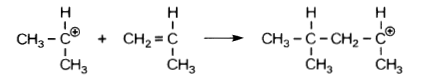 H H H H
CH₃ – C⊕ + CH₂ = C ⟶ CH₃ – C – CH₂ – C⊕
CH₃ CH₃ CH₃ CH₃